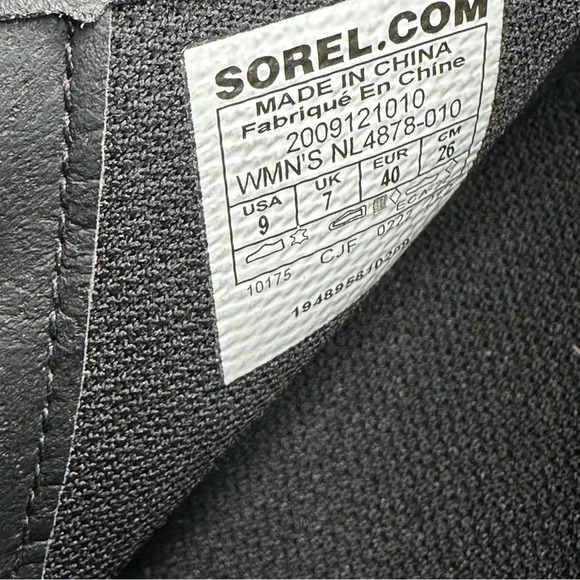 SOREL.COM
MADE IN CHINA
Fabriqué En Chine
2009121010
WMN'S NL4878-010
USA UK EUR CM
9 7 40 26
10175 CJF 0222